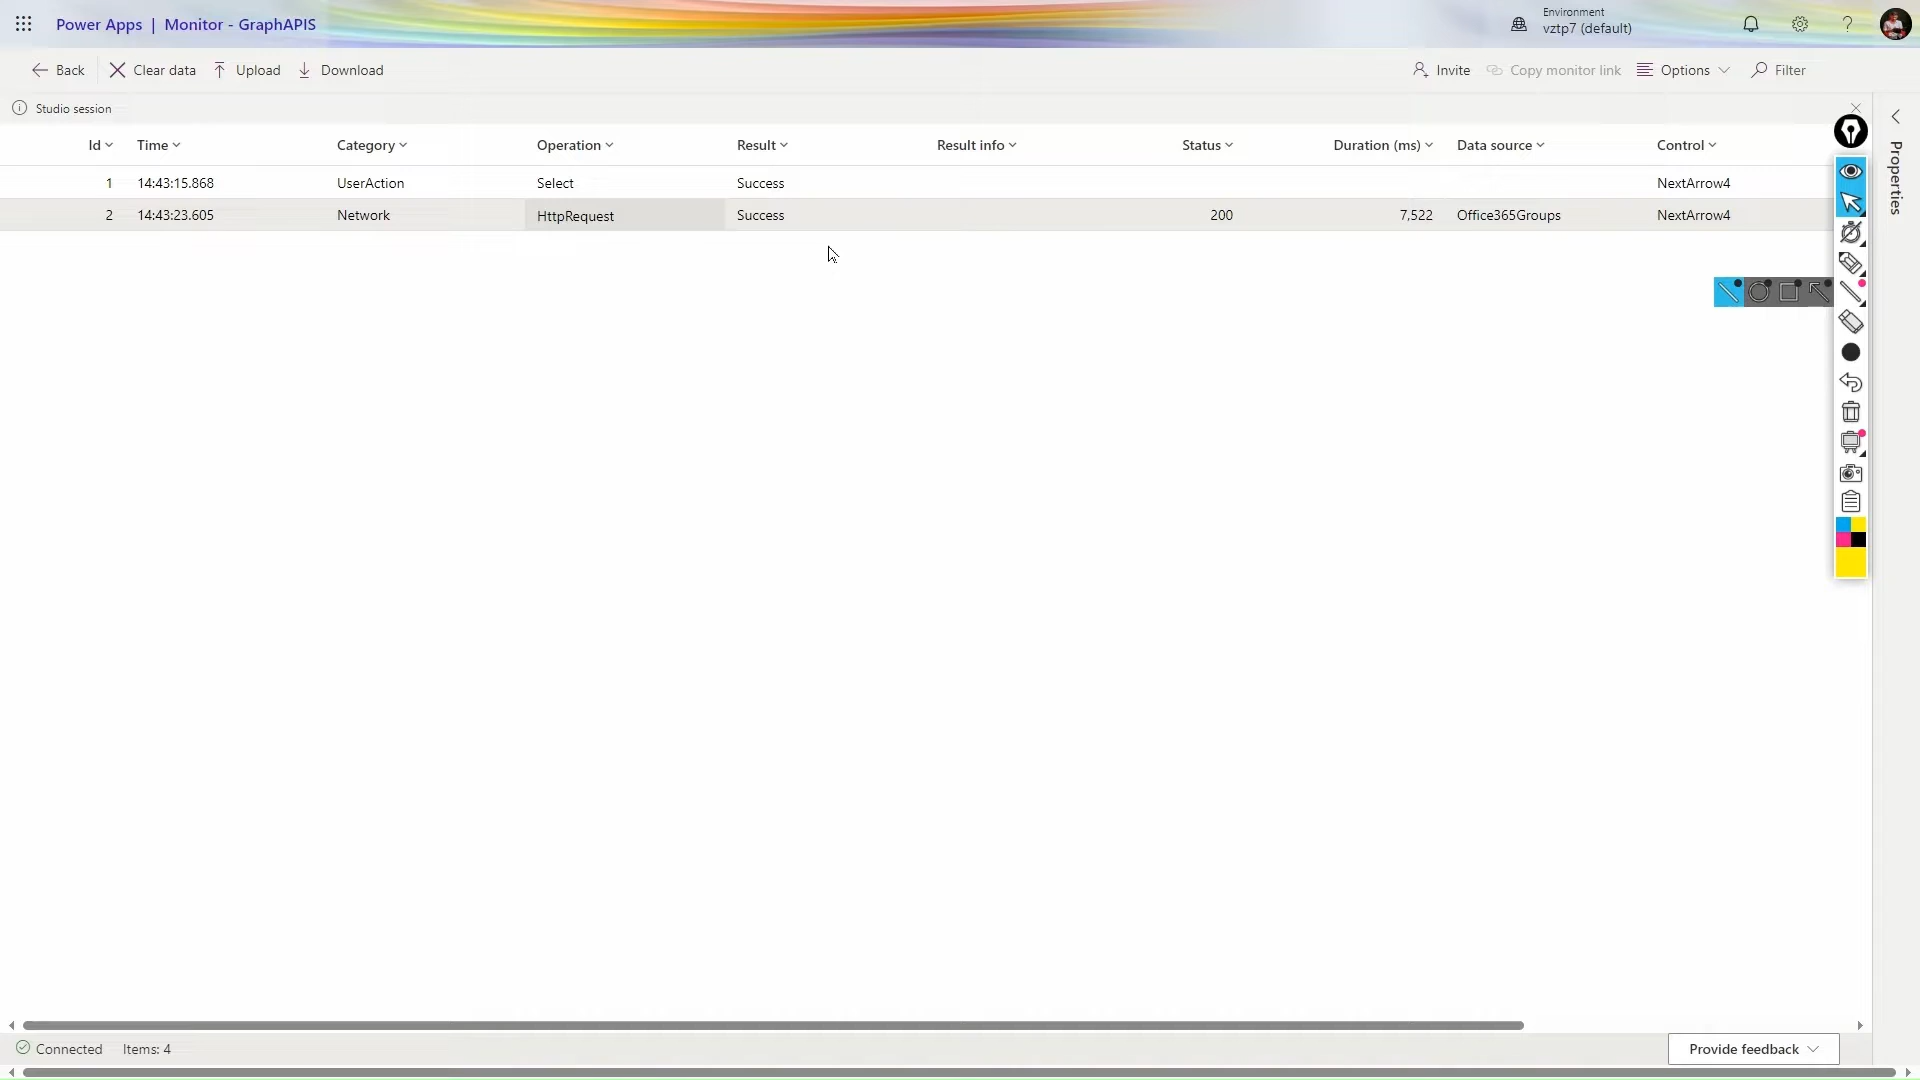 Power Apps | Monitor - GraphAPIS
Environment
vztp7 (default)
?
Back Clear data Upload Download Invite Copy monitor link Options Filter
Studio session
Properties
Id Time Category Operation Result Result info Status Duration (ms) Data source Control
1 14:43:15.868 UserAction Select Success NextArrow4
2 14:43:23.605 Network HttpRequest Success 200 7,522 Office365Groups NextArrow4
Connected Items: 4 Provide feedback